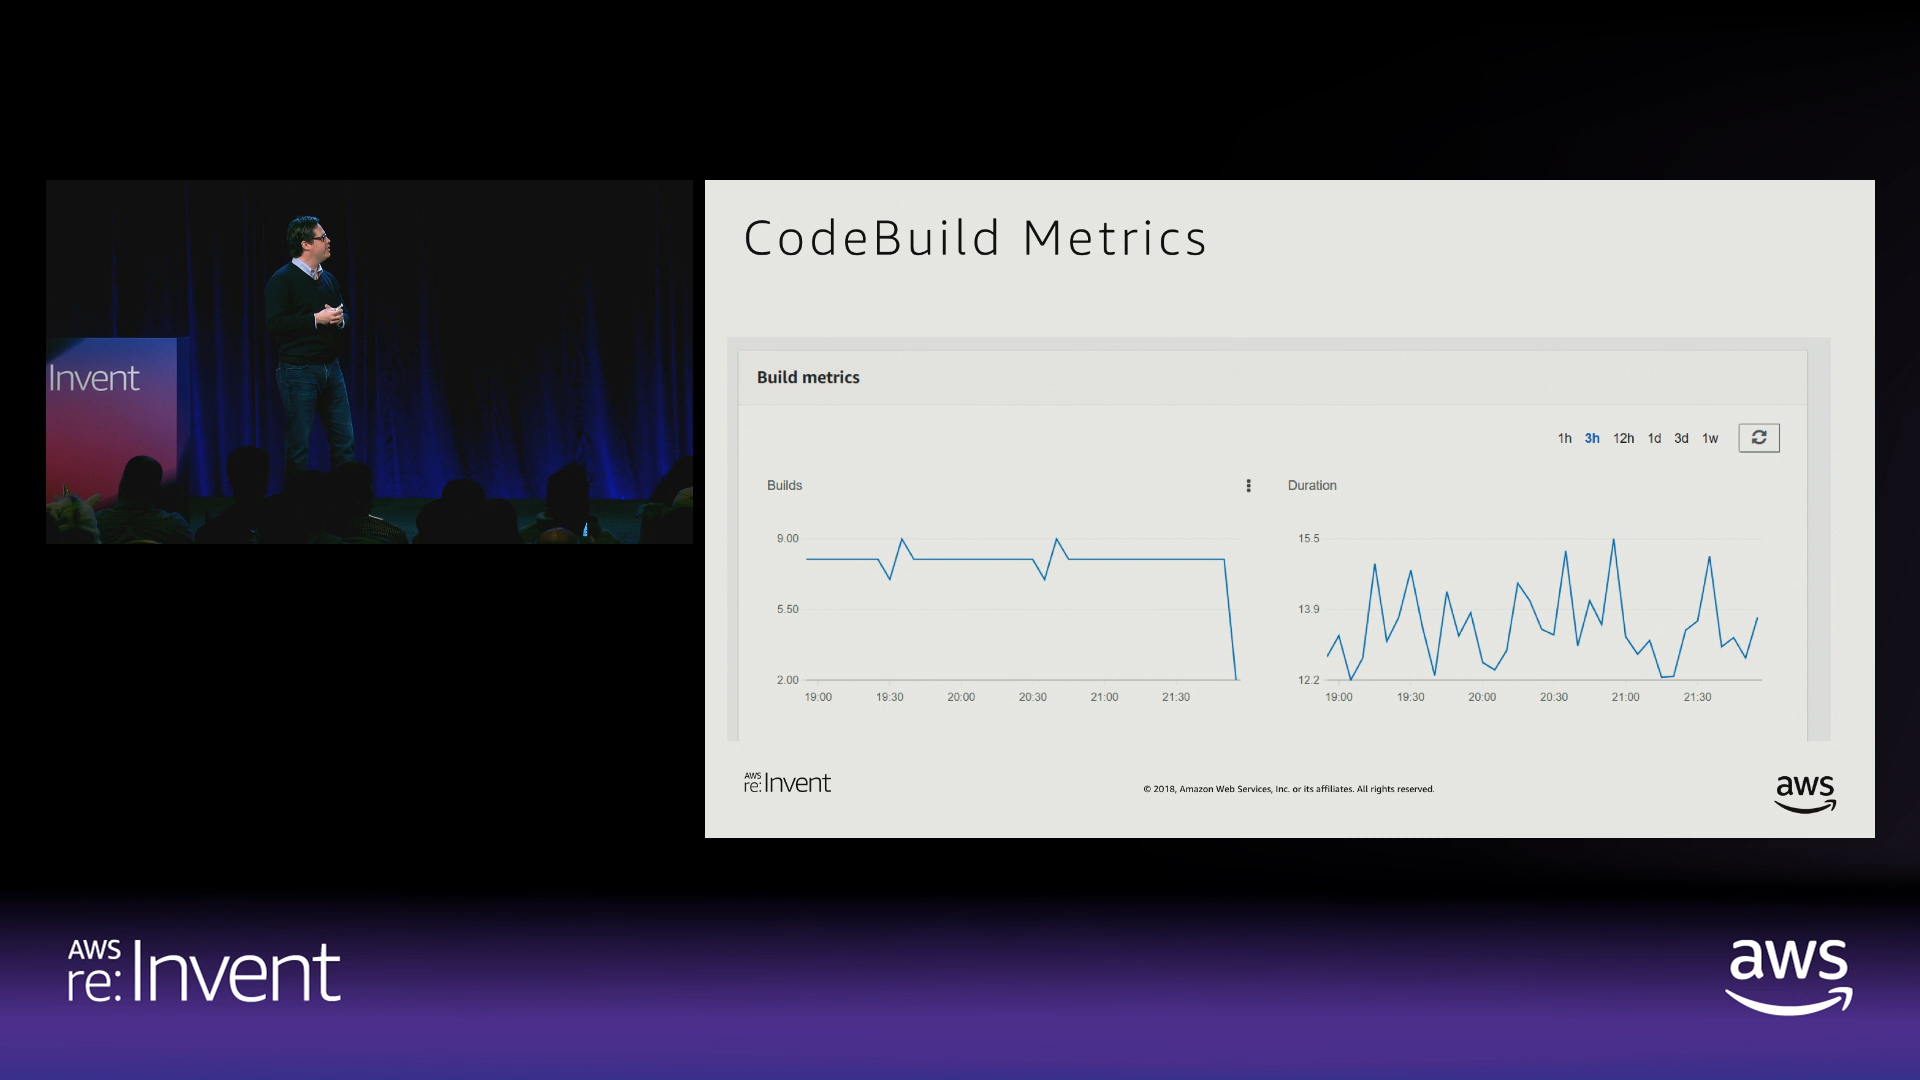 Invent
CodeBuild Metrics
Build metrics
1h 3h 12h 1d 3d 1w
Builds
9.00
5.50
2.00
19:00 19:30 20:00 20:30 21:00 21:30
Duration
15.5
13.9
12.2
19:00 19:30 20:00 20:30 21:00 21:30
AWS
re:Invent
© 2018, Amazon Web Services, Inc. or its affiliates. All rights reserved.
aws
AWS
re:Invent
aws